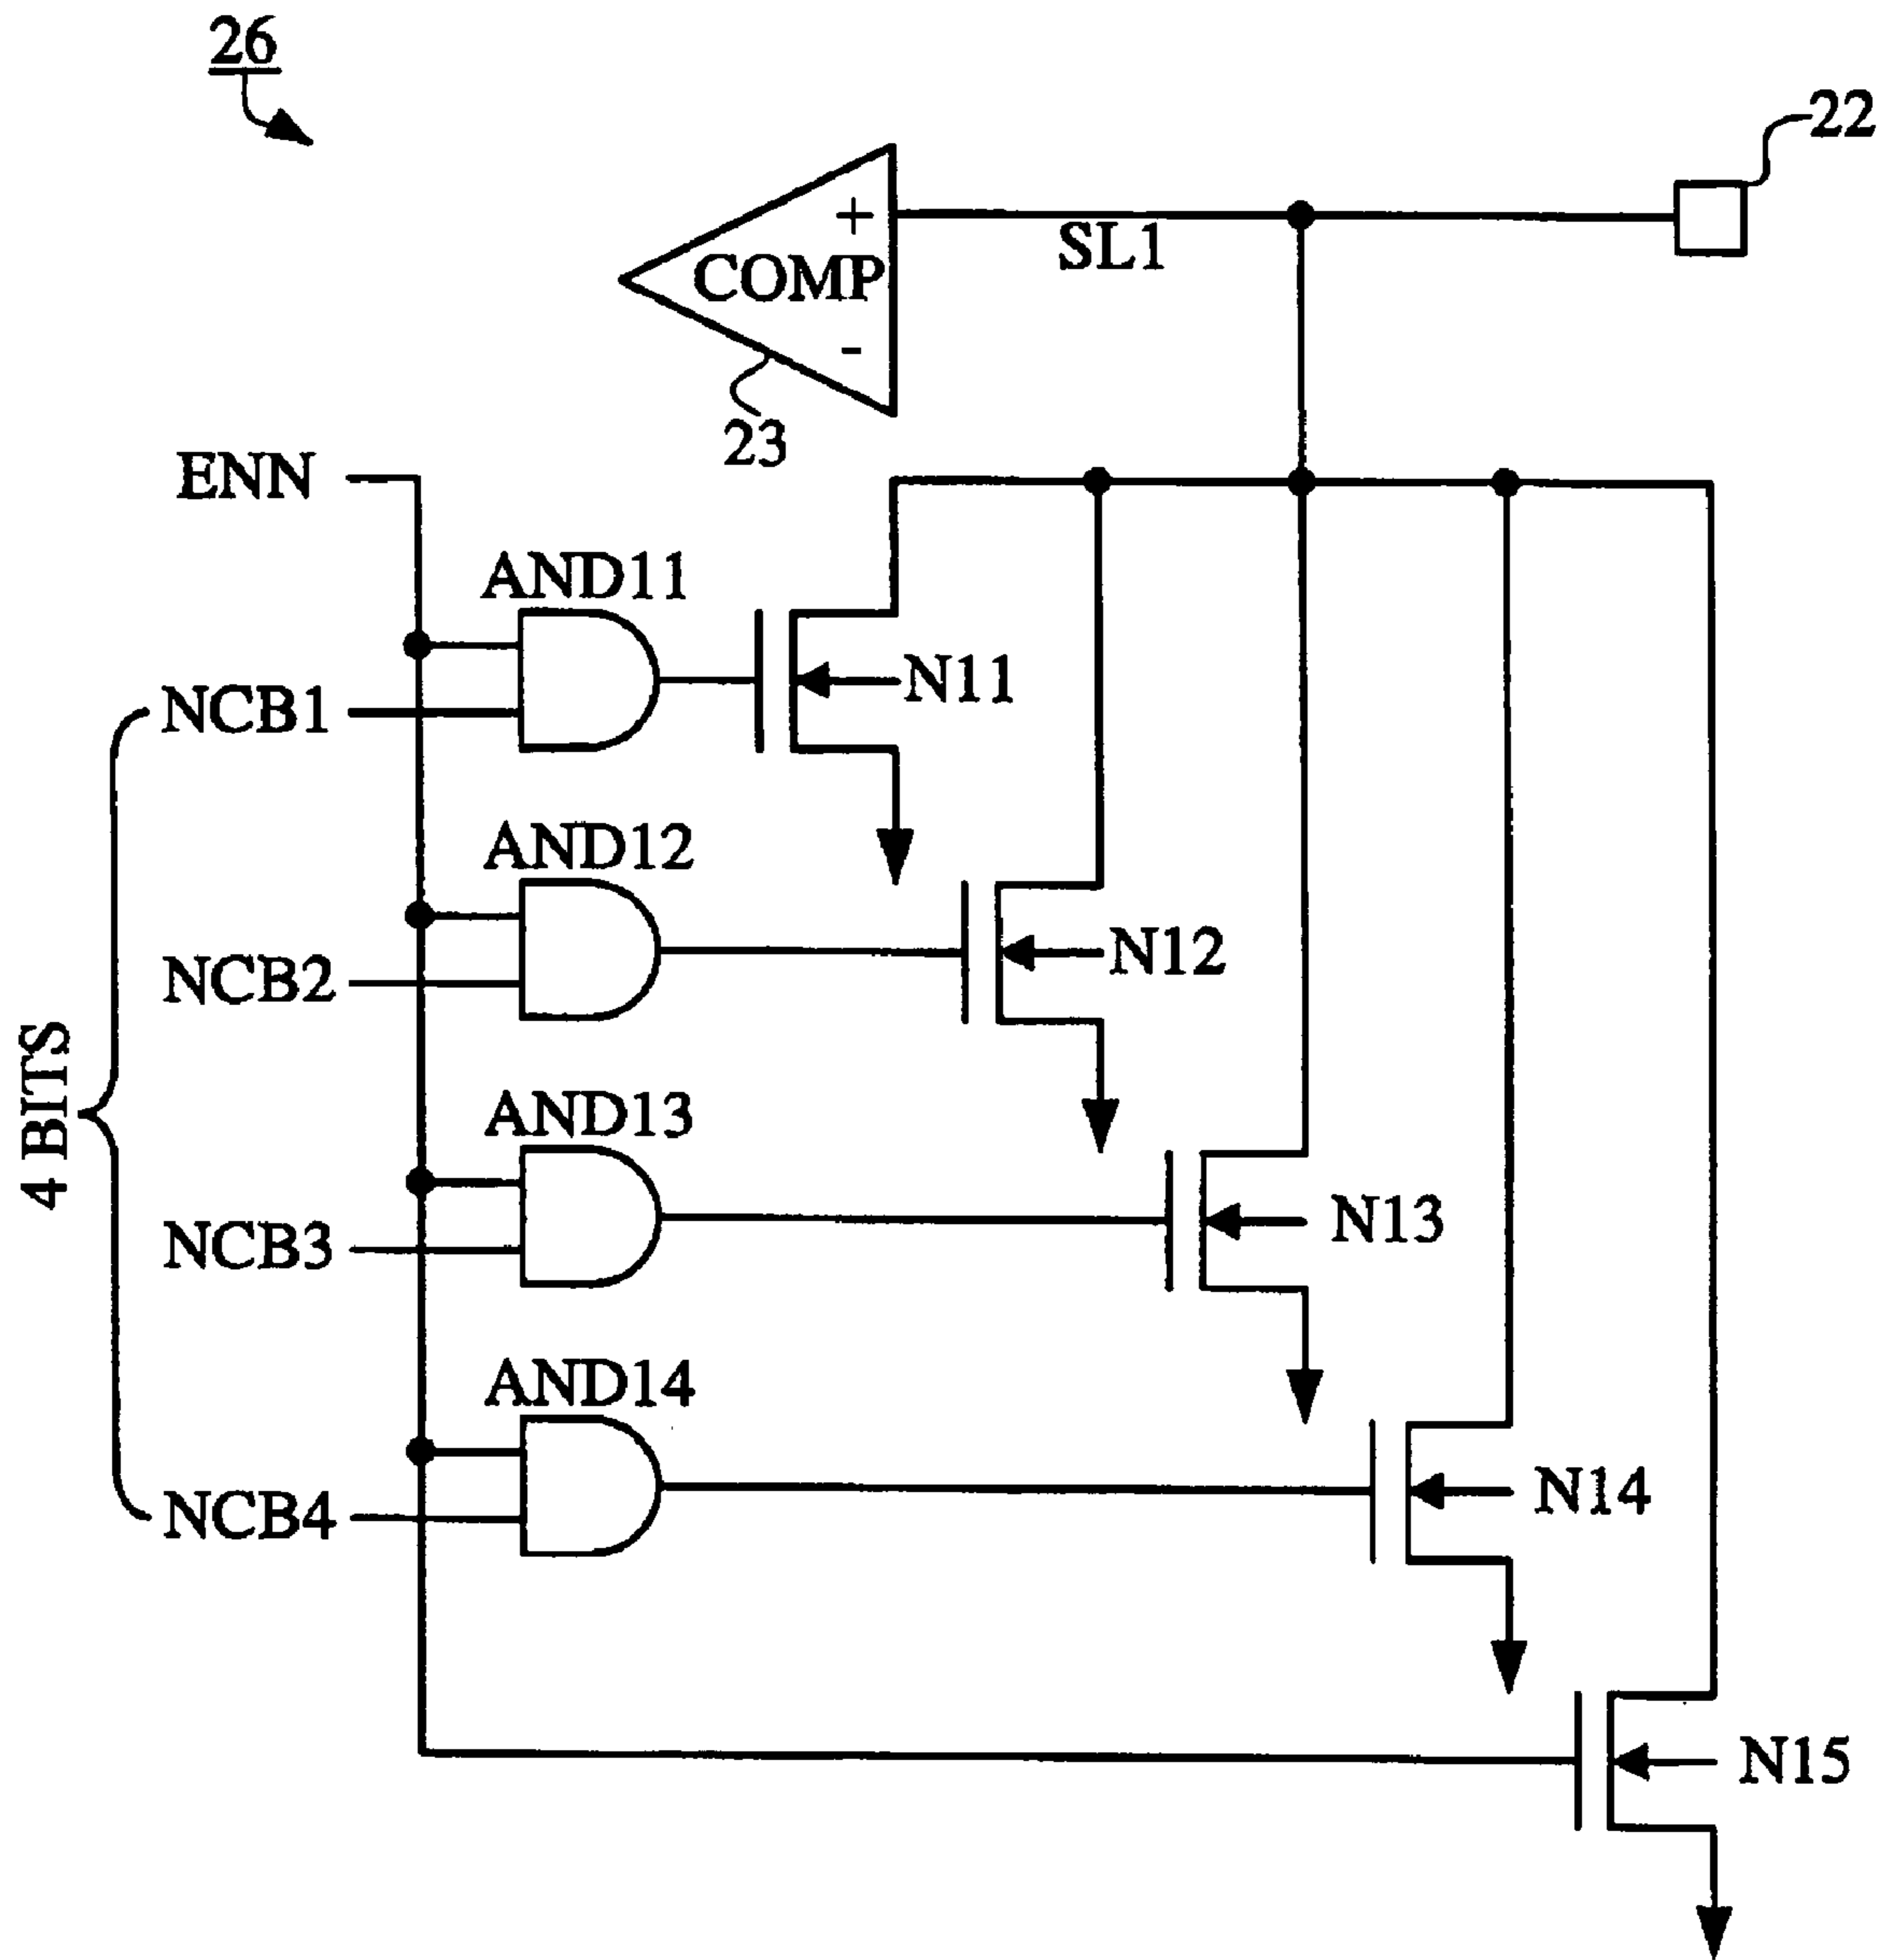 26
22
+
SL1
COMP
-
23
ENN
AND11
N11
NCB1
AND12
N12
NCB2
4 BITS
AND13
N13
NCB3
AND14
N14
NCB4
N15